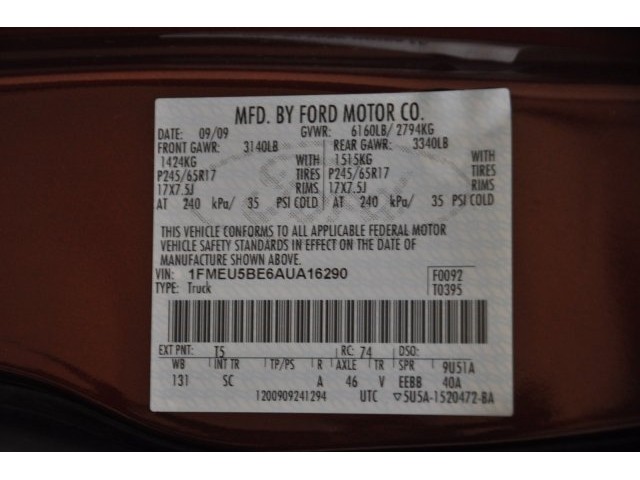 MFD. BY FORD MOTOR CO.
DATE: 09/09 GVWR: 6160LB/ 2794KG
FRONT GAWR: 3140LB REAR GAWR: 3340LB
1424KG WITH 1515KG WITH
P245/65R17 TIRES P245/65R17 TIRES
17X7.5J RIMS 17X7.5J RIMS
AT 240 kPa/ 35 PSI COLD AT 240 kPa/ 35 PSI COLD
THIS VEHICLE CONFORMS TO ALL APPLICABLE FEDERAL MOTOR
VEHICLE SAFETY STANDARDS IN EFFECT ON THE DATE OF
MANUFACTURE SHOWN ABOVE.
VIN: 1FMEU5BE6AUA16290 F0092
TYPE: Truck T0395
EXT PNT: T5 RC: 74 DSO:
WB INT TR TP/PS R AXLE TR SPR 9U51A
131 SC A 46 V EEBB 40A
1200909241294 UTC ▽5U5A-1520472-BA